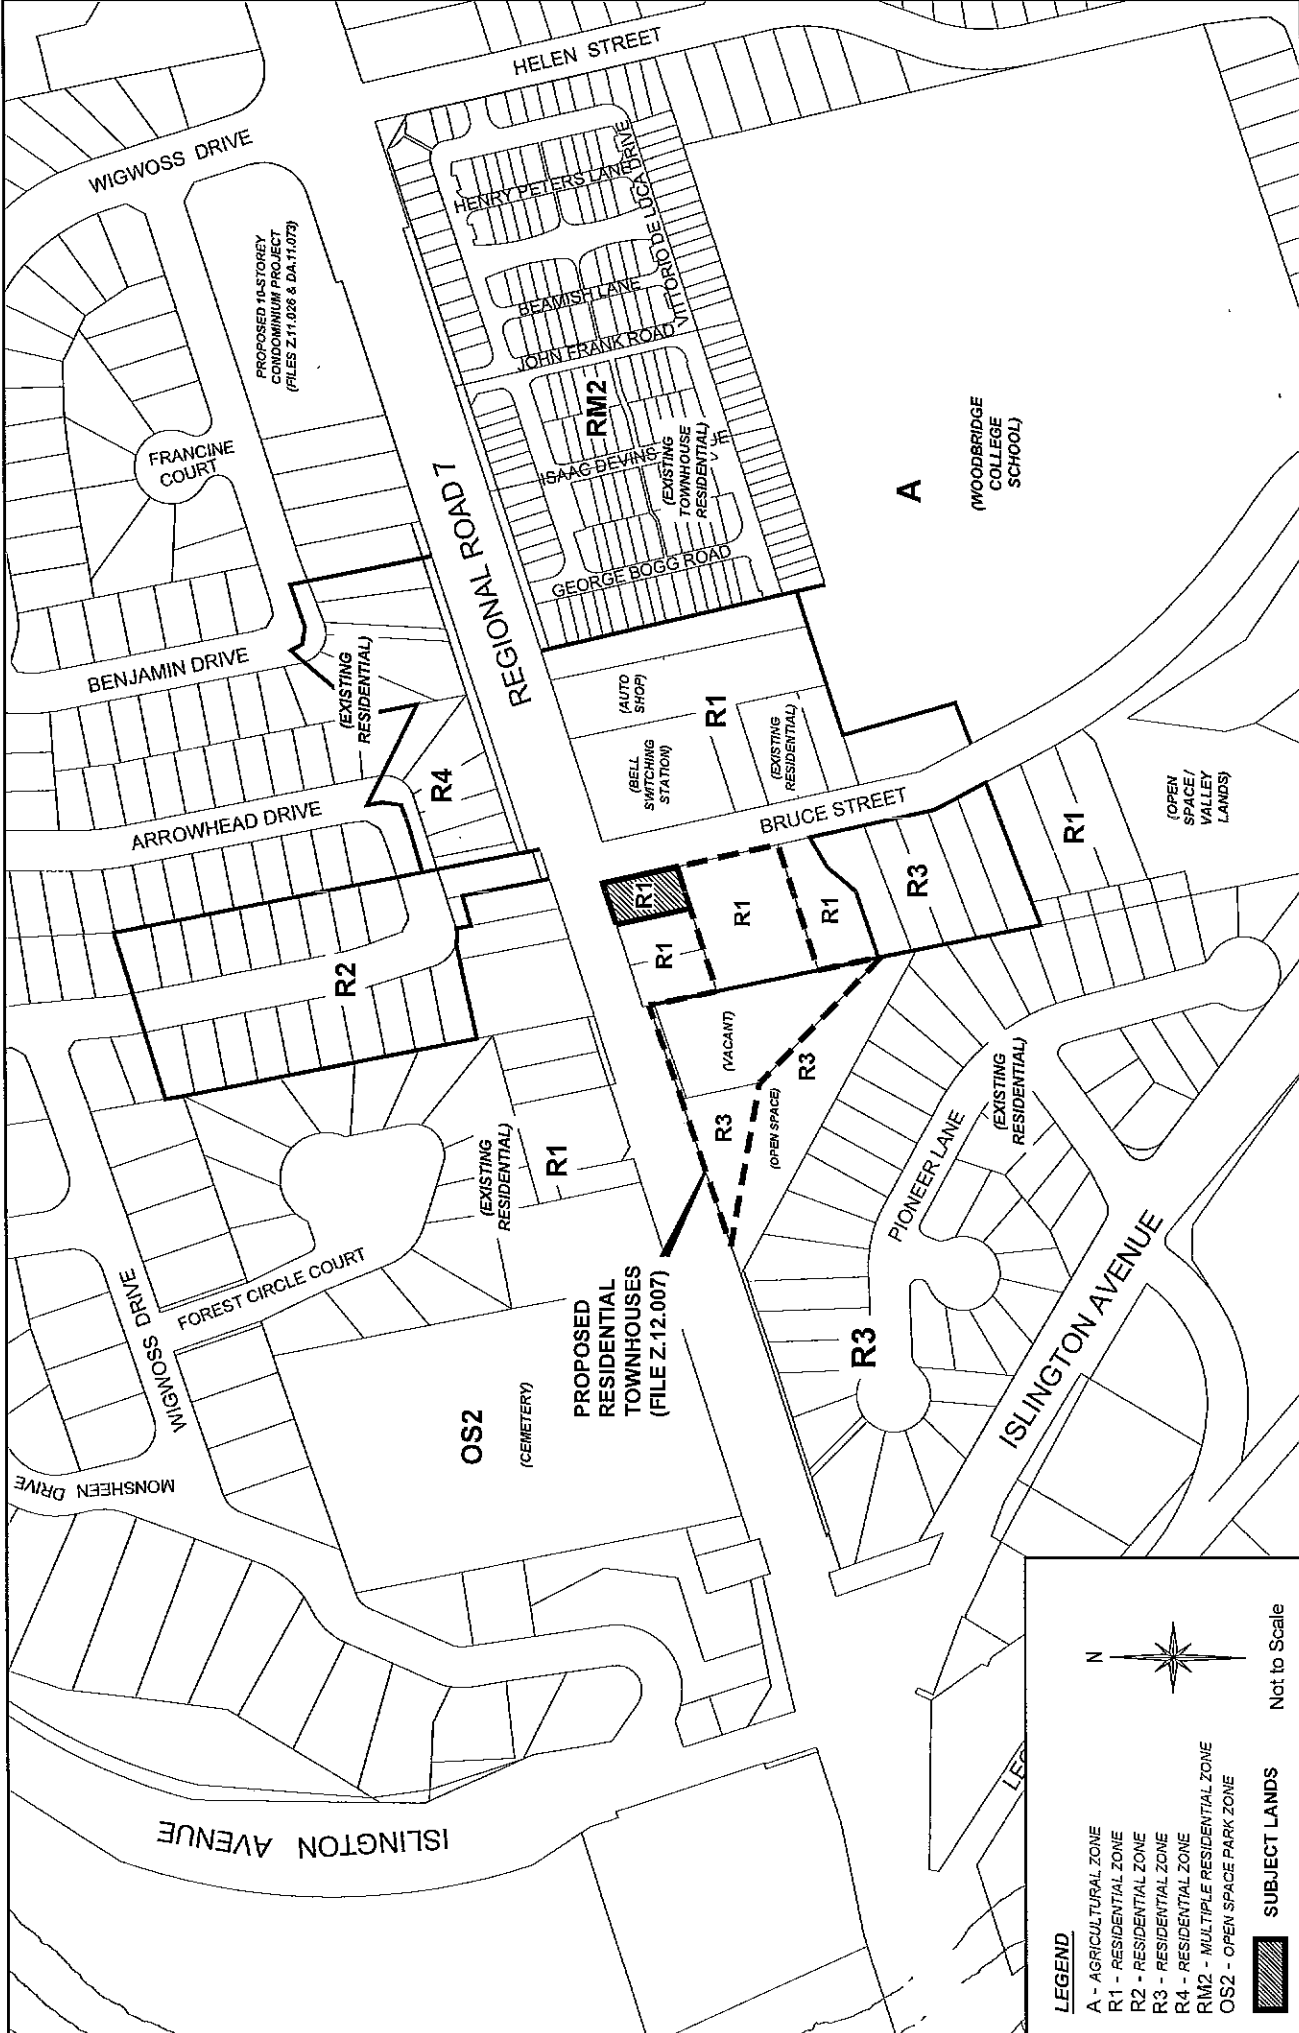 HELEN STREET
WIGWOSS DRIVE
PROPOSED 10-STOREY
CONDOMINIUM PROJECT
(FILES Z.11.026 & DA.11.073)
HENRY PETERS LANE
VITTORIO DE LUCA DRIVE
BEAMISH LANE
JOHN FRANK ROAD
RM2
ISAAC DEVINS
UE
(EXISTING
TOWNHOUSE
RESIDENTIAL)
GEORGE BOGG ROAD
FRANCINE
COURT
REGIONAL ROAD 7
A
(WOODBRIDGE
COLLEGE
SCHOOL)
BENJAMIN DRIVE
(EXISTING
RESIDENTIAL)
ARROWHEAD DRIVE
R4
(AUTO
SHOP)
R1
(BELL
SWITCHING
STATION)
(EXISTING
RESIDENTIAL)
BRUCE STREET
(OPEN
SPACE/
VALLEY
LANDS)
R1
R3
R1
R1
R1
R1
R2
(VACANT)
R3
R3
(OPEN SPACE)
(EXISTING
RESIDENTIAL)
R1
PIONEER LANE
(EXISTING
RESIDENTIAL)
FOREST CIRCLE COURT
WIGWOSS DRIVE
PROPOSED
RESIDENTIAL
TOWNHOUSES
(FILE Z.12.007)
R3
ISLINGTON AVENUE
OS2
(CEMETERY)
MONSHEEN DRIVE
ISLINGTON AVENUE
LEG
N
Not to Scale
LEGEND
A - AGRICULTURAL ZONE
R1 - RESIDENTIAL ZONE
R2 - RESIDENTIAL ZONE
R3 - RESIDENTIAL ZONE
R4 - RESIDENTIAL ZONE
RM2 - MULTIPLE RESIDENTIAL ZONE
OS2 - OPEN SPACE PARK ZONE
SUBJECT LANDS